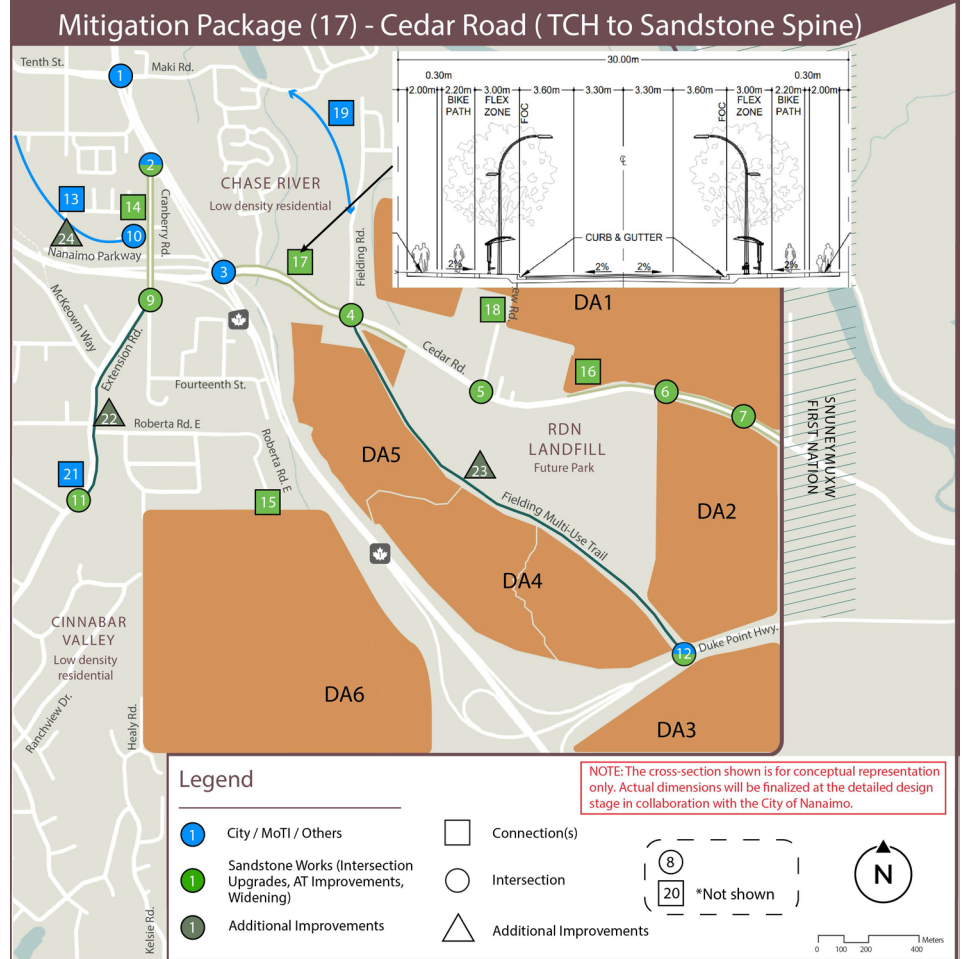 Mitigation Package (17) - Cedar Road ( TCH to Sandstone Spine)
Tenth St.
Maki Rd.
1
30.00m
0.30m
0.30m
2.00m
2.20m
3.00m
3.60m
3.30m
3.30m
3.60m
3.00m
2.20m
2.00m
BIKE PATH
FLEX ZONE
FOC
FOC
FLEX ZONE
BIKE PATH
CURB & GUTTER
2%
2%
2%
2%
19
2
CHASE RIVER
Low density residential
13
14
Cranberry Rd.
24
10
Nanaimo Parkway
17
Fielding Rd.
3
McKeown Way
9
1
4
18
ew Rd.
DA1
Extension Rd.
Cedar Rd.
Fourteenth St.
16
5
6
7
22
Roberta Rd. E
Roberta Rd. E
SNUNEYMUXW
FIRST NATION
RDN
LANDFILL
Future Park
DA5
23
21
11
15
Fielding Multi-Use Trail
DA2
1
DA4
CINNABAR
VALLEY
Low density
residential
12
Duke Point Hwy.
DA6
DA3
Ranchview Dr.
Healy Rd.
Kelsie Rd.
Legend
NOTE: The cross-section shown is for conceptual representation
only. Actual dimensions will be finalized at the detailed design
stage in collaboration with the City of Nanaimo.
1 City / MoTI / Others
1 Sandstone Works (Intersection
Upgrades, AT Improvements,
Widening)
1 Additional Improvements
Connection(s)
Intersection
Additional Improvements
8
20 *Not shown
N
0 100 200 400 Meters